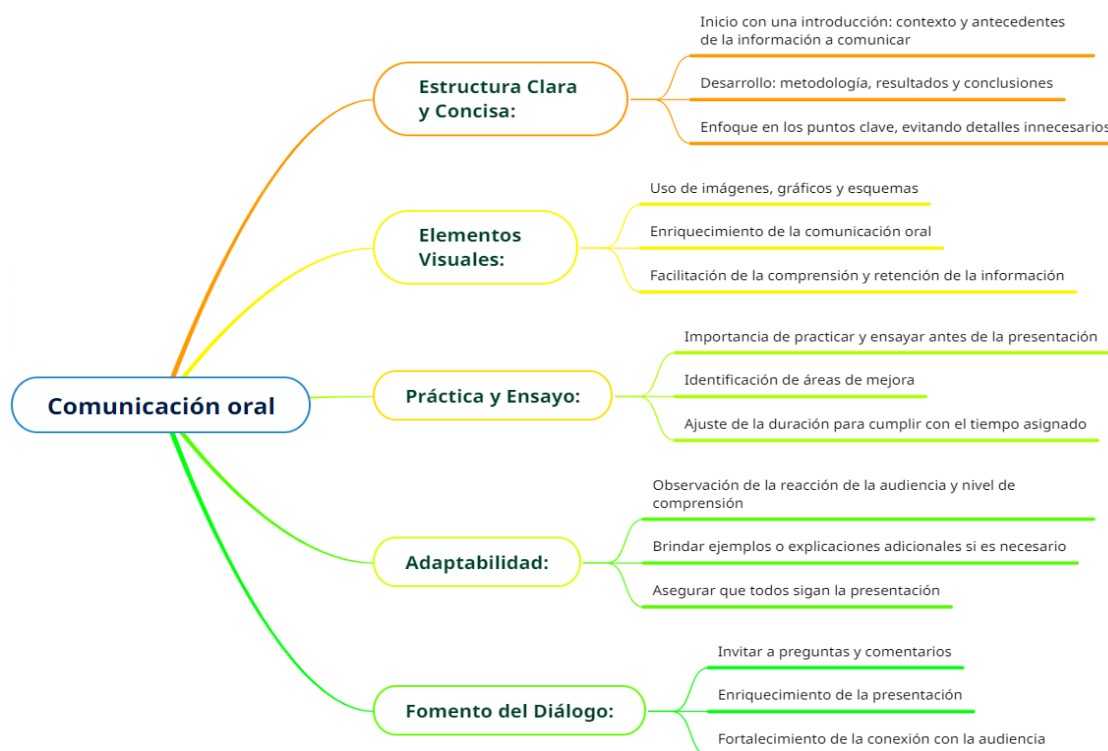 Comunicación oral
Estructura Clara
y Concisa:
Inicio con una introducción: contexto y antecedentes
de la información a comunicar
Desarrollo: metodología, resultados y conclusiones
Enfoque en los puntos clave, evitando detalles innecesarios
Elementos
Visuales:
Uso de imágenes, gráficos y esquemas
Enriquecimiento de la comunicación oral
Facilitación de la comprensión y retención de la información
Práctica y Ensayo:
Importancia de practicar y ensayar antes de la presentación
Identificación de áreas de mejora
Ajuste de la duración para cumplir con el tiempo asignado
Adaptabilidad:
Observación de la reacción de la audiencia y nivel de
comprensión
Brindar ejemplos o explicaciones adicionales si es necesario
Asegurar que todos sigan la presentación
Fomento del Diálogo:
Invitar a preguntas y comentarios
Enriquecimiento de la presentación
Fortalecimiento de la conexión con la audiencia